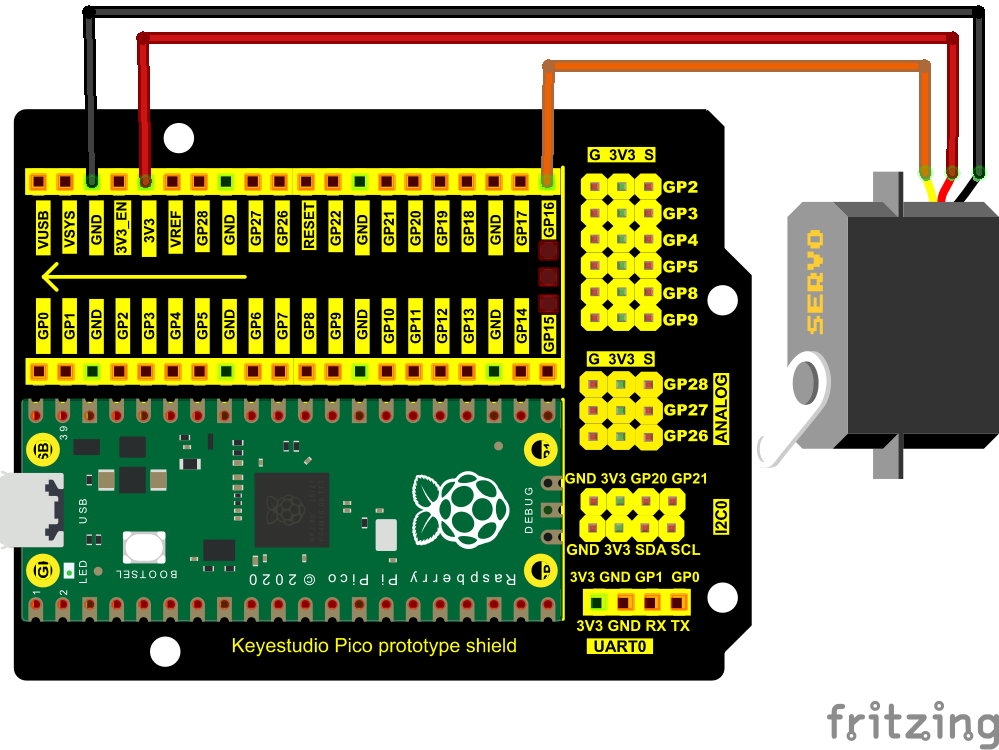 G 3V3 S
GP2
GP3
GP4
GP5
GP8
GP9
VUSB
VSYS
GND
3V3_EN
3V3
VREF
GP28
GND
GP27
GP26
RESET
GP22
GND
GP21
GP20
GP19
GP18
GND
GP17
GP16
SERVO
GP0
GP1
GND
GP2
GP3
GP4
GP5
GND
GP6
GP7
GP8
GP9
GND
GP10
GP11
GP12
GP13
GND
GP14
GP15
G 3V3 S
GP28
GP27
GP26
ANALOG
39
USB
DEBUG
GND 3V3 GP20 GP21
I2C0
GND 3V3 SDA SCL
LED
BOOTSEL
Raspberry Pi Pico © 2020
1
2
3V3 GND GP1 GP0
3V3 GND RX TX
UART0
Keyestudio Pico prototype shield
fritzing